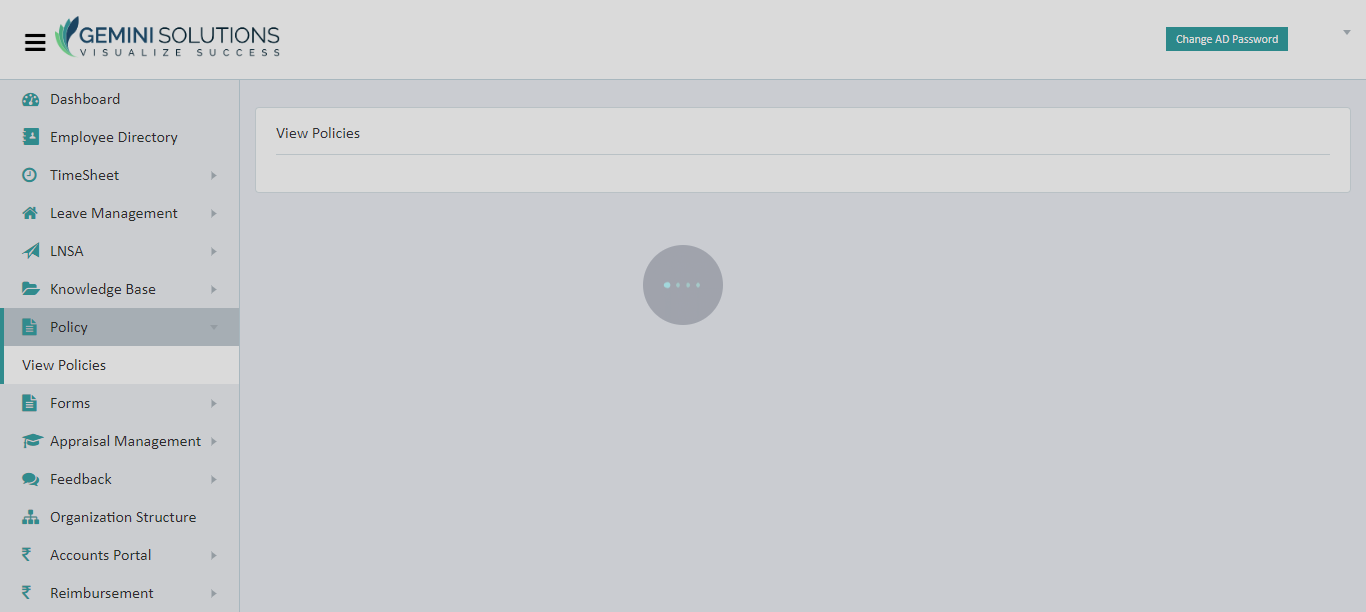 GEMINI SOLUTIONS
VISUALIZE SUCCESS
Change AD Password
Dashboard
Employee Directory
TimeSheet
Leave Management
LNSA
Knowledge Base
Policy
View Policies
Forms
Appraisal Management
Feedback
Organization Structure
Accounts Portal
Reimbursement
View Policies